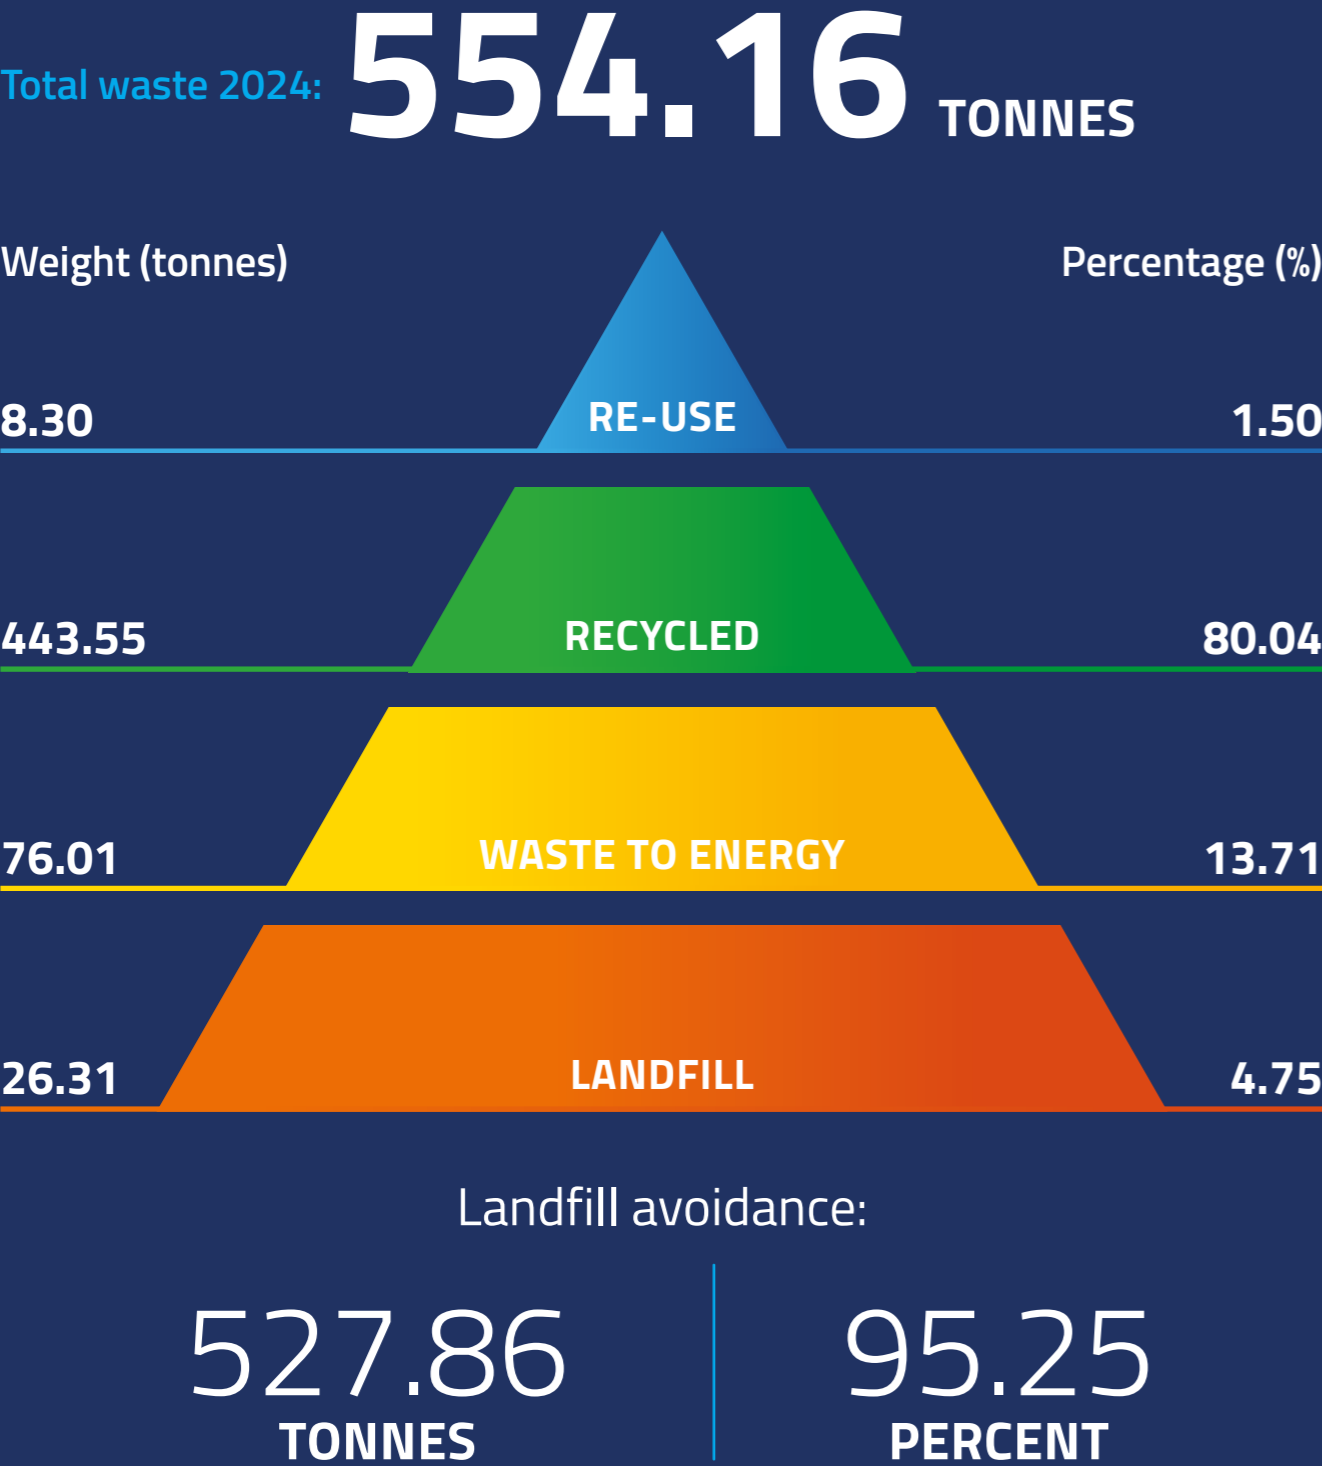 Total waste 2024: 554.16 TONNES
Weight (tonnes) Percentage (%)
8.30 RE-USE 1.50
443.55 RECYCLED 80.04
76.01 WASTE TO ENERGY 13.71
26.31 LANDFILL 4.75
Landfill avoidance:
527.86 95.25
TONNES PERCENT